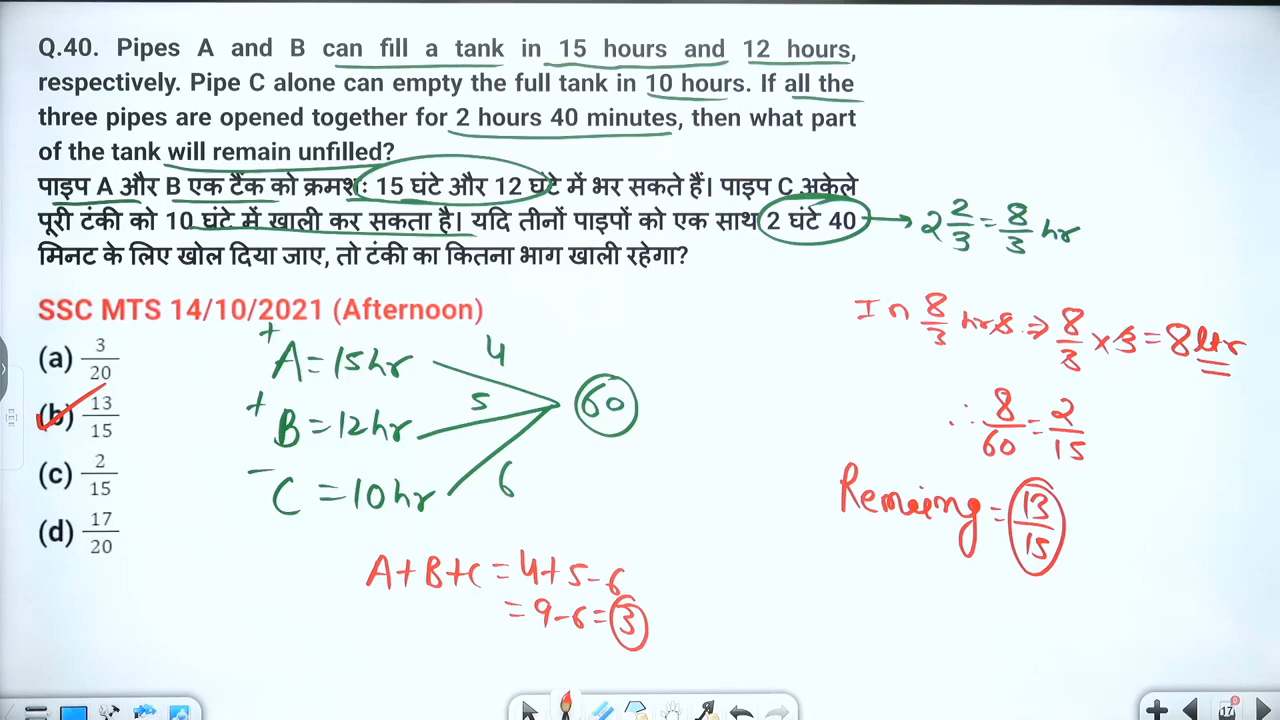 Q.40. Pipes A and B can fill a tank in 15 hours and 12 hours,
respectively. Pipe C alone can empty the full tank in 10 hours. If all the
three pipes are opened together for 2 hours 40 minutes, then what part
of the tank will remain unfilled?
पाइप A और B एक टैंक को क्रमशः 15 घंटे और 12 घंटे में भर सकते हैं। पाइप C अकेले
पूरी टंकी को 10 घंटे में खाली कर सकता है। यदि तीनों पाइपों को एक साथ 2 घंटे 40
मिनट के लिए खोल दिया जाए, तो टंकी का कितना भाग खाली रहेगा?
→ 2 2/3 = 8/3 hr
SSC MTS 14/10/2021 (Afternoon)
(a) 3/20
(b) 13/15
(c) 2/15
(d) 17/20
+ A = 15hr 4
+ B = 12hr 5 60
- C = 10hr 6
A+B+C = 4+5-6
= 9-6 = 3
In 8/3 hr,8 ⇒ 8/3 × 3 = 8 ltr
∴ 8/60 = 2/15
Remaing = 13/15
17